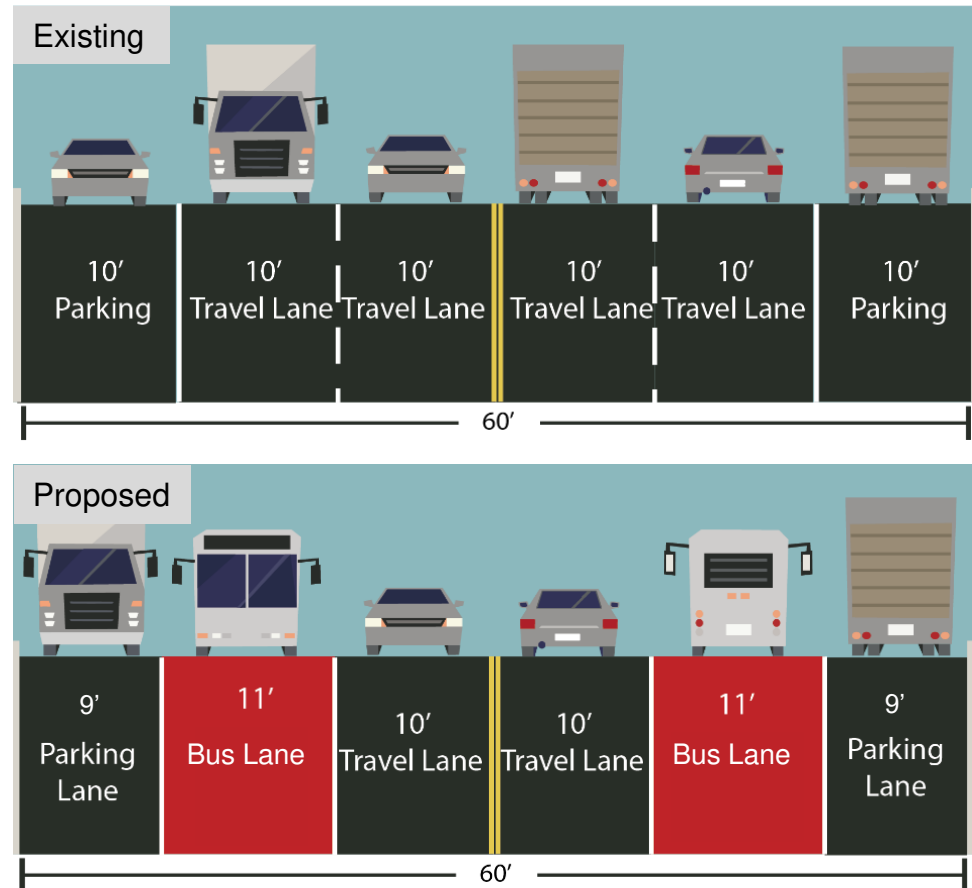 Existing
10’
Parking
10’
Travel Lane
10’
Travel Lane
10’
Travel Lane
10’
Travel Lane
10’
Parking
60’
Proposed
9’
Parking
Lane
11’
Bus Lane
10’
Travel Lane
10’
Travel Lane
11’
Bus Lane
9’
Parking
Lane
60’